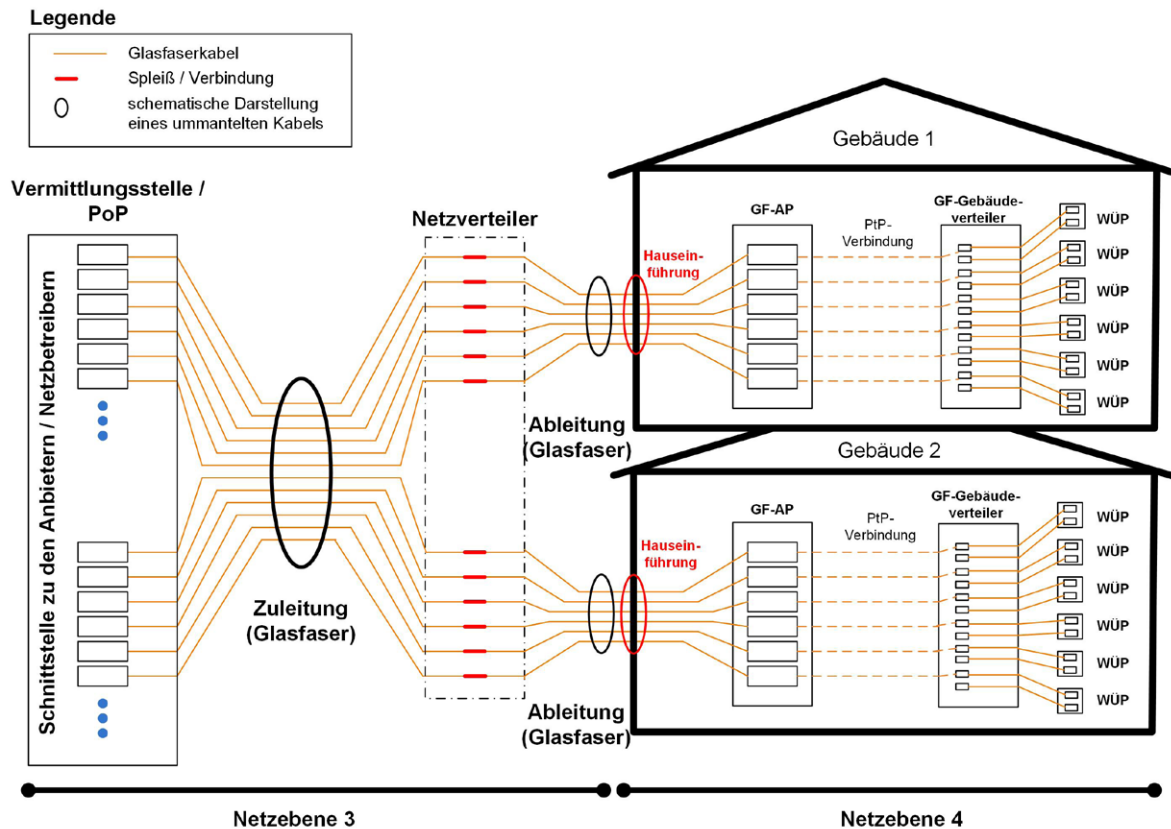 Legende
Glasfaserkabel
Spleiß / Verbindung
schematische Darstellung
eines ummantelten Kabels
Vermittlungsstelle /
PoP
Schnittstelle zu den Anbietern / Netzbetreibern
Zuleitung
(Glasfaser)
Netzverteiler
Ableitung
(Glasfaser)
Gebäude 1
Hausein-
führung
GF-AP
PtP-
Verbindung
GF-Gebäude-
verteiler
WÜP
WÜP
WÜP
WÜP
WÜP
WÜP
Ableitung
(Glasfaser)
Gebäude 2
Hausein-
führung
GF-AP
PtP-
Verbindung
GF-Gebäude-
verteiler
WÜP
WÜP
WÜP
WÜP
WÜP
WÜP
Netzebene 3
Netzebene 4